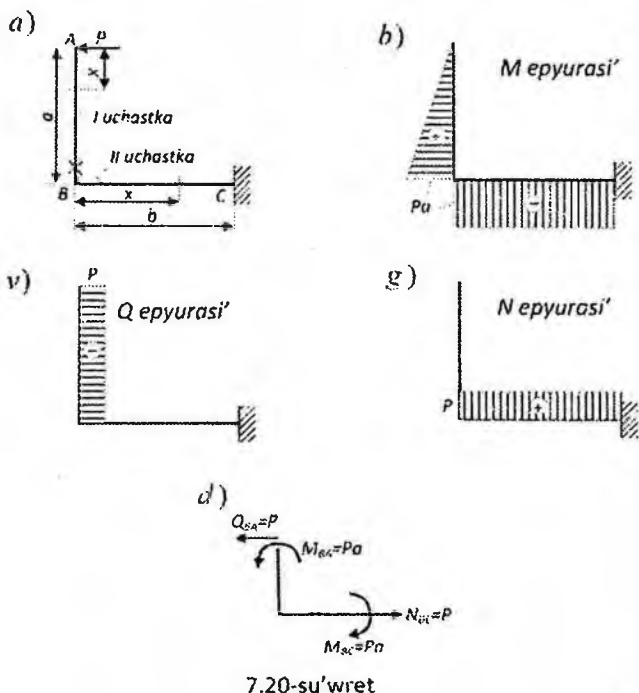 a)
A
P
x
a
I uchastka
II uchastka
B
x
C
b
b)
M epyurasi'
+
Pa
−
v)
P
Q epyurasi'
−
g)
N epyurasi'
P
+
d)
Q_BA=P
M_BA=Pa
N_BC=P
M_BC=Pa
7.20-su'wret